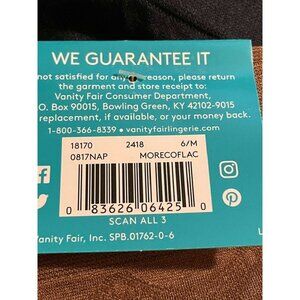 WE GUARANTEE IT
not satisfied for any reason, please return
the garment and store receipt to:
Vanity Fair Consumer Department,
P.O. Box 90015, Bowling Green, KY 42102-9015
replacement, if available, or your money back.
1-800-366-8339 • vanityfairlingerie.com
18170 2418 6/M
0817NAP MORECOFLAC
0 83626 06425 0
SCAN ALL 3
Vanity Fair, Inc. SPB.01762-0-6